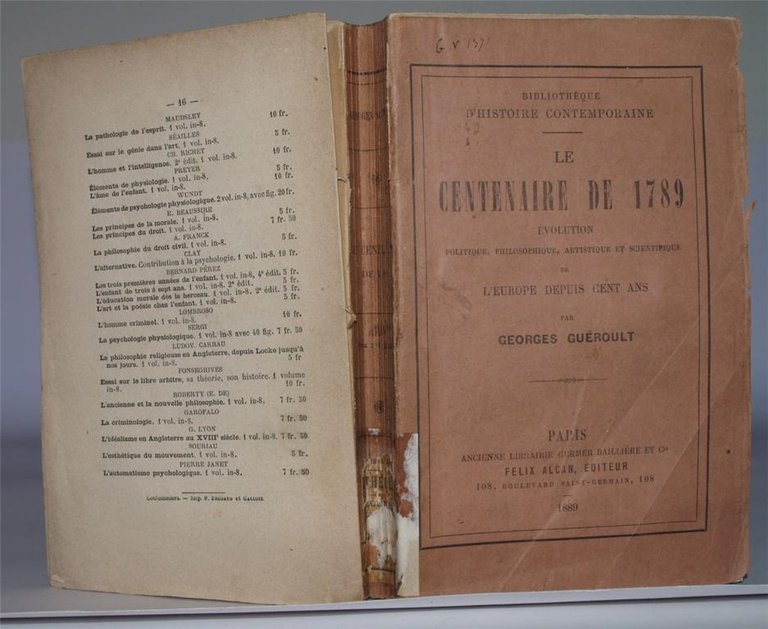 — 16 —
MAUDSLEY
La pathologie de l'esprit. 1 vol. in-8. 10 fr.
SÉAILLES
Essai sur le génie dans l'art. 1 vol. in-8. 5 fr.
CH. RICHET
L'homme et l'intelligence. 2e édit. 1 vol. in-8. 10 fr.
PREYER
Éléments de physiologie. 1 vol. in-8. 5 fr.
L'âme de l'enfant. 1 vol. in-8. 10 fr.
WUNDT
Éléments de psychologie physiologique. 2 vol. in-8, avec fig. 20 fr.
E. BEAUSSIRE
Les principes de la morale. 1 vol. in-8. 5 fr.
Les principes du droit. 1 vol. in-8. 7 fr. 50
A. FRANCK
La philosophie du droit civil. 1 vol. in-8. 5 fr.
CLAY
L'alternative. Contribution à la psychologie. 1 vol. in-8. 10 fr.
BERNARD PÉREZ
Les trois premières années de l'enfant. 1 vol. in-8, 4e édit. 5 fr.
L'enfant de trois à sept ans. 1 vol. in-8. 2e édit. 5 fr.
L'éducation morale dès le berceau. 1 vol. in-8. 2e édit. 5 fr.
L'art et la poésie chez l'enfant. 1 vol. in-8. 5 fr.
LOMBROSO
L'homme criminel. 1 vol. in-8. 10 fr.
SERGI
La psychologie physiologique. 1 vol. in-8 avec 40 fig. 7 fr. 50
LUDOV. CARRAU
La philosophie religieuse en Angleterre, depuis Locke jusqu'à
nos jours. 1 vol. in-8. 5 fr
FONSEGRIVES
Essai sur le libre arbitre, sa théorie, son histoire. 1 volume
in-8. 10 fr.
ROBERTY (E. DE)
L'ancienne et la nouvelle philosophie. 1 vol. in-8. 7 fr. 50
GAROFALO
La criminologie. 1 vol. in-8. 7 fr. 50
G. LYON
L'idéalisme en Angleterre au XVIIIe siècle. 1 vol. in-8. 7 fr. 50
SOURIAU
L'esthétique du mouvement. 1 vol. in-8. 5 fr.
PIERRE JANET
L'automatisme psychologique. 1 vol. in-8. 7 fr. 50
Coulommiers. — Imp. P. BRODARD et GALLOIS.
BIBLIOTHÈQUE
D'HISTOIRE CONTEMPORAINE
LE
CENTENAIRE DE 1789
ÉVOLUTION
POLITIQUE, PHILOSOPHIQUE, ARTISTIQUE ET SCIENTIFIQUE
DE
L'EUROPE DEPUIS CENT ANS
PAR
GEORGES GUÉROULT
PARIS
ANCIENNE LIBRAIRIE GERMER BAILLIÈRE ET Cie
FELIX ALCAN, ÉDITEUR
108, BOULEVARD SAINT-GERMAIN, 108
1889